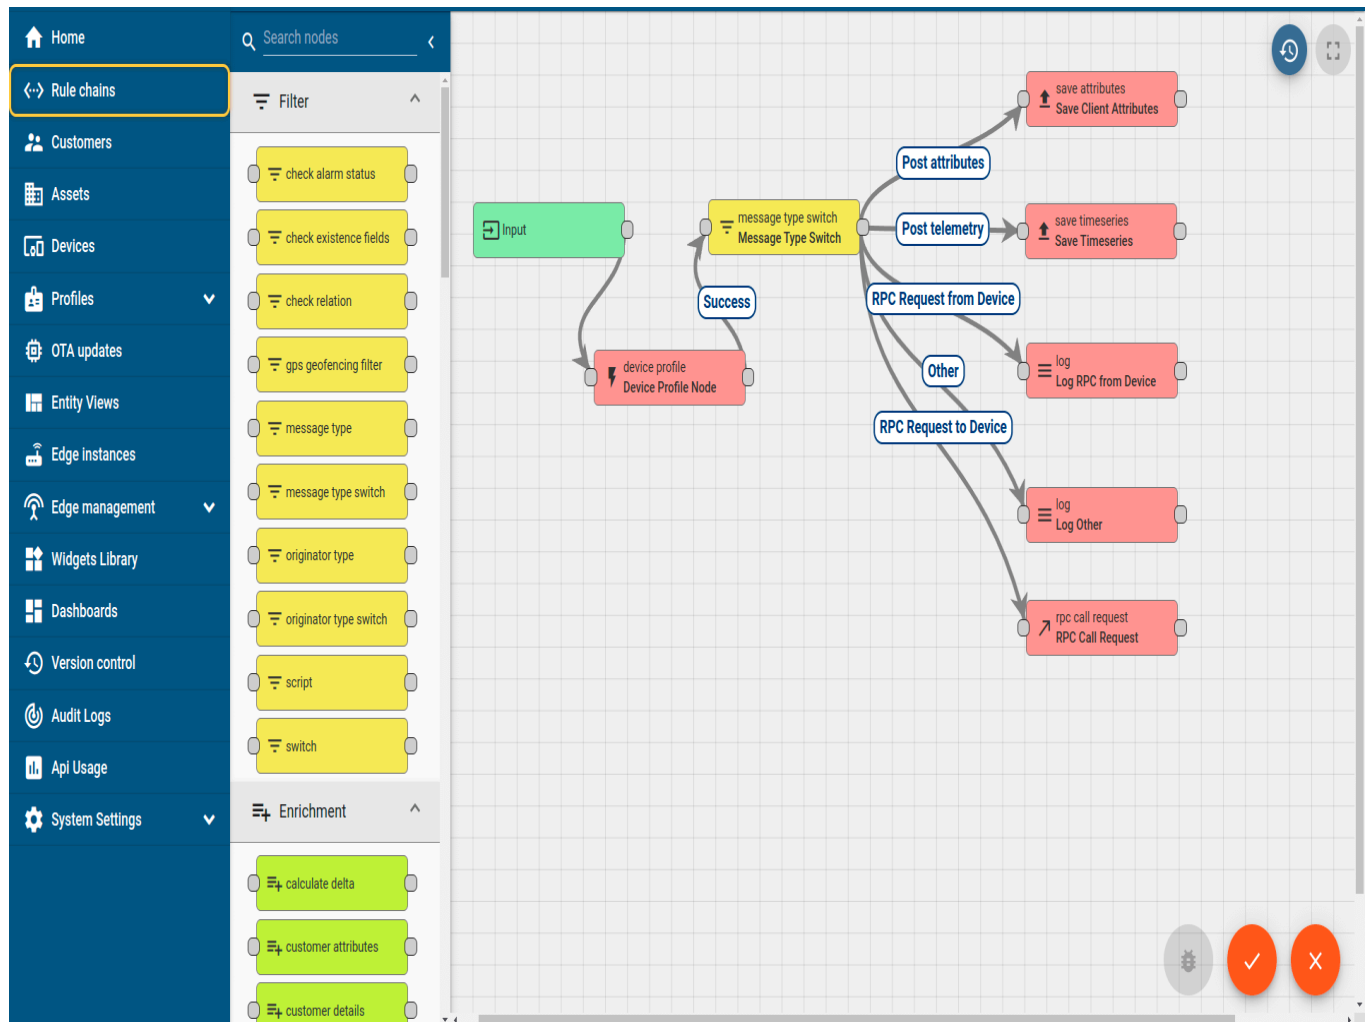 Home
Rule chains
Customers
Assets
Devices
Profiles
OTA updates
Entity Views
Edge instances
Edge management
Widgets Library
Dashboards
Version control
Audit Logs
Api Usage
System Settings
Search nodes
Filter
check alarm status
check existence fields
check relation
gps geofencing filter
message type
message type switch
originator type
originator type switch
script
switch
Enrichment
calculate delta
customer attributes
customer details
Input
device profile
Device Profile Node
Success
message type switch
Message Type Switch
Post attributes
Post telemetry
RPC Request from Device
Other
RPC Request to Device
save attributes
Save Client Attributes
save timeseries
Save Timeseries
log
Log RPC from Device
log
Log Other
rpc call request
RPC Call Request